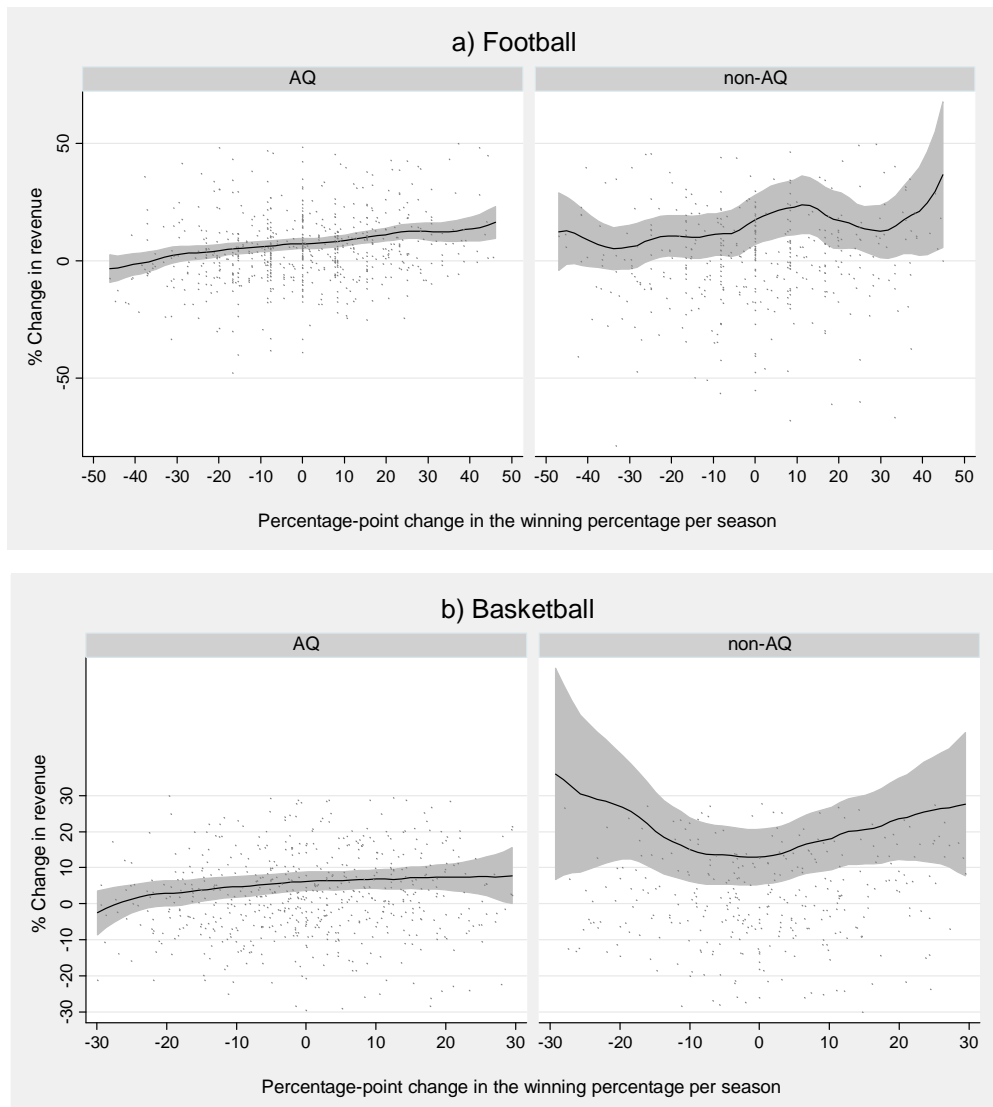 a) Football
AQ
non-AQ
% Change in revenue
50
0
-50
-50 -40 -30 -20 -10 0 10 20 30 40 50
-50 -40 -30 -20 -10 0 10 20 30 40 50
Percentage-point change in the winning percentage per season
b) Basketball
AQ
non-AQ
% Change in revenue
30
20
10
0
-10
-20
-30
-30 -20 -10 0 10 20 30
-30 -20 -10 0 10 20 30
Percentage-point change in the winning percentage per season